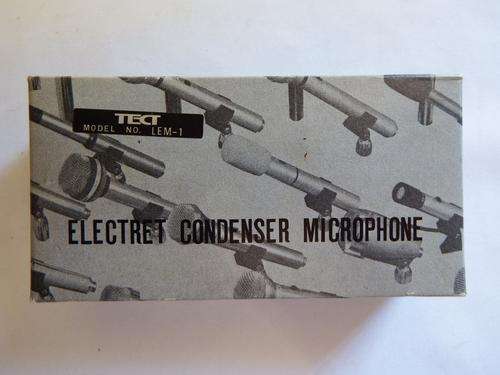 TECT
MODEL NO. LEM-1
ELECTRET CONDENSER MICROPHONE